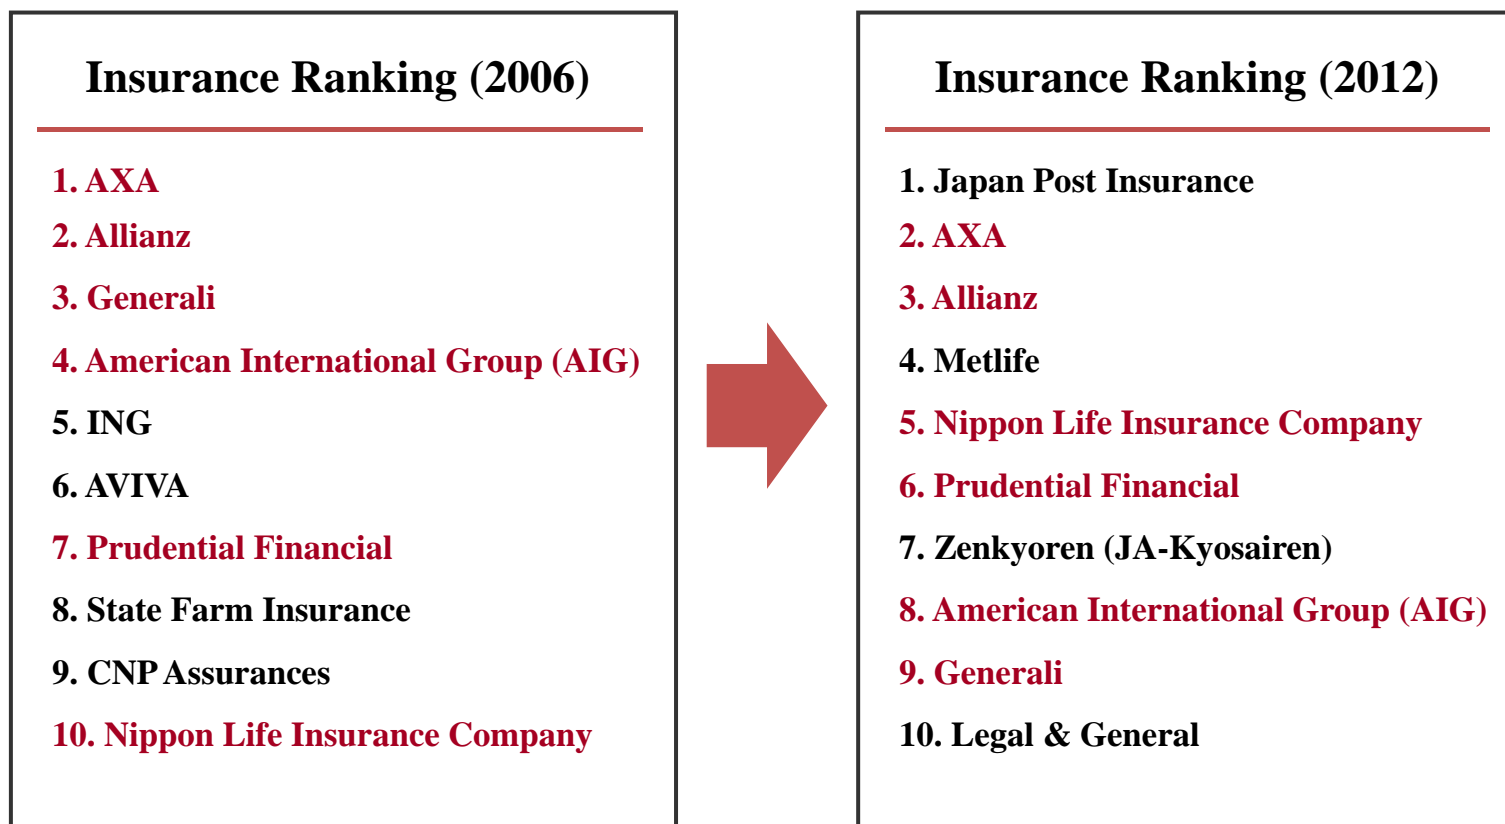 Insurance Ranking (2006)
1. AXA
2. Allianz
3. Generali
4. American International Group (AIG)
5. ING
6. AVIVA
7. Prudential Financial
8. State Farm Insurance
9. CNP Assurances
10. Nippon Life Insurance Company
Insurance Ranking (2012)
1. Japan Post Insurance
2. AXA
3. Allianz
4. Metlife
5. Nippon Life Insurance Company
6. Prudential Financial
7. Zenkyoren (JA-Kyosairen)
8. American International Group (AIG)
9. Generali
10. Legal & General